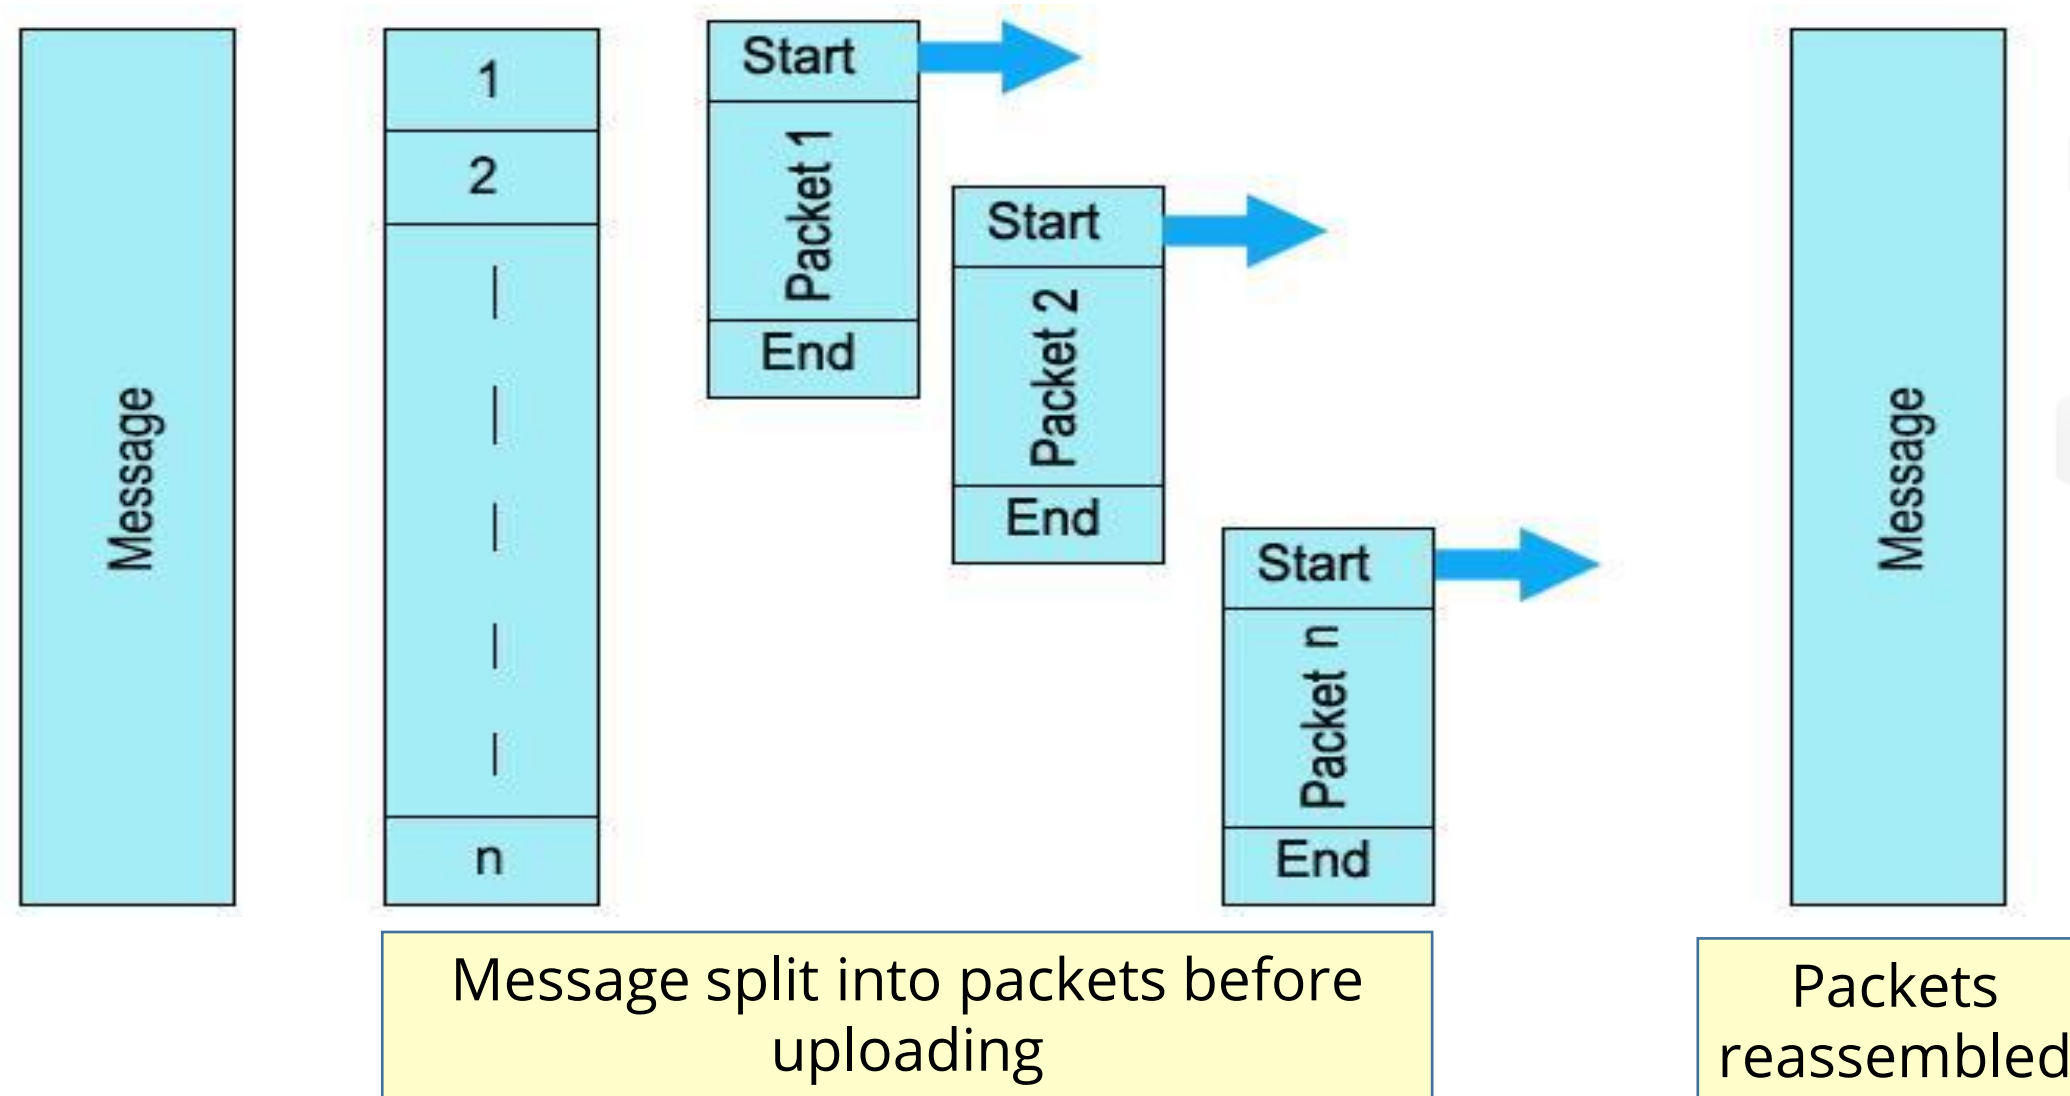 Message
1
2
n
Start
Packet 1
End
Start
Packet 2
End
Start
Packet n
End
Message
Message split into packets before
uploading
Packets
reassembled